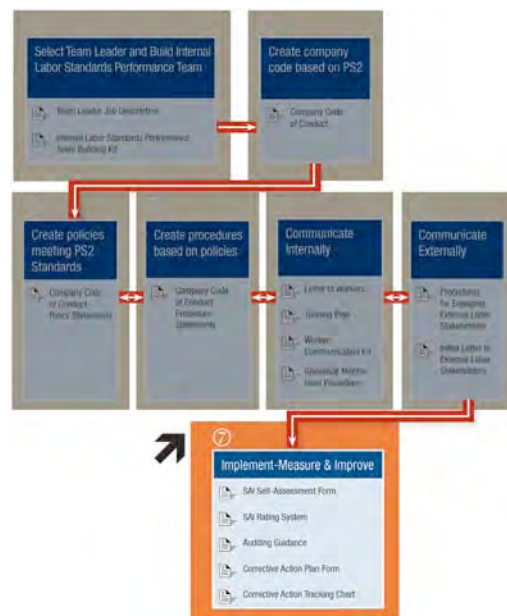 Select Team Leader and Build Internal
Labor Standards Performance Team
Team Leader Job Description
Internal Labor Standards Performance
Team Building Kit
Create company
code based on PS2
Company Code
of Conduct
Create policies
meeting PS2
Standards
Company Code
of Conduct
Policy Statements
Create procedures
based on policies
Company Code
of Conduct
Procedure
Statements
Communicate
Internally
Letter to Workers
Training Plan
Worker
Communication Kit
Procedures
Communicate
Externally
Procedures
for Engaging
External Labor
Stakeholders
Initial Letter to
External Labor
Stakeholders
⑦
Implement-Measure & Improve
SAI Self-Assessment Form
SAI Rating System
Auditing Guidance
Corrective Action Plan Form
Corrective Action Tracking Chart